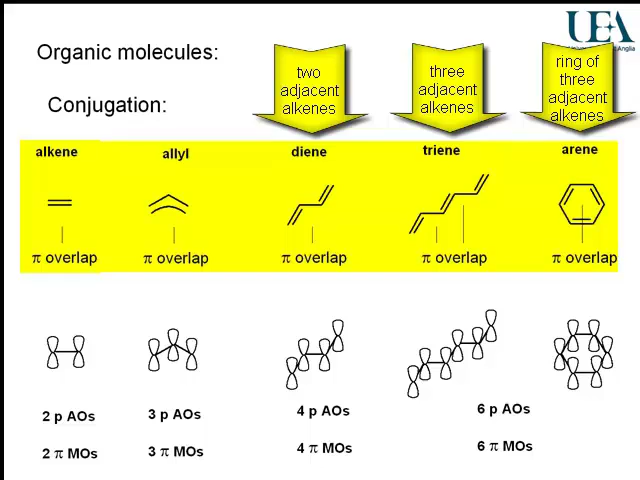 Organic molecules:
UEA
Conjugation:
two
adjacent
alkenes
three
adjacent
alkenes
ring of
three
adjacent
alkenes
alkene
allyl
diene
triene
arene
π overlap
π overlap
π overlap
π overlap
π overlap
2 p AOs
3 p AOs
4 p AOs
6 p AOs
2 π MOs
3 π MOs
4 π MOs
6 π MOs